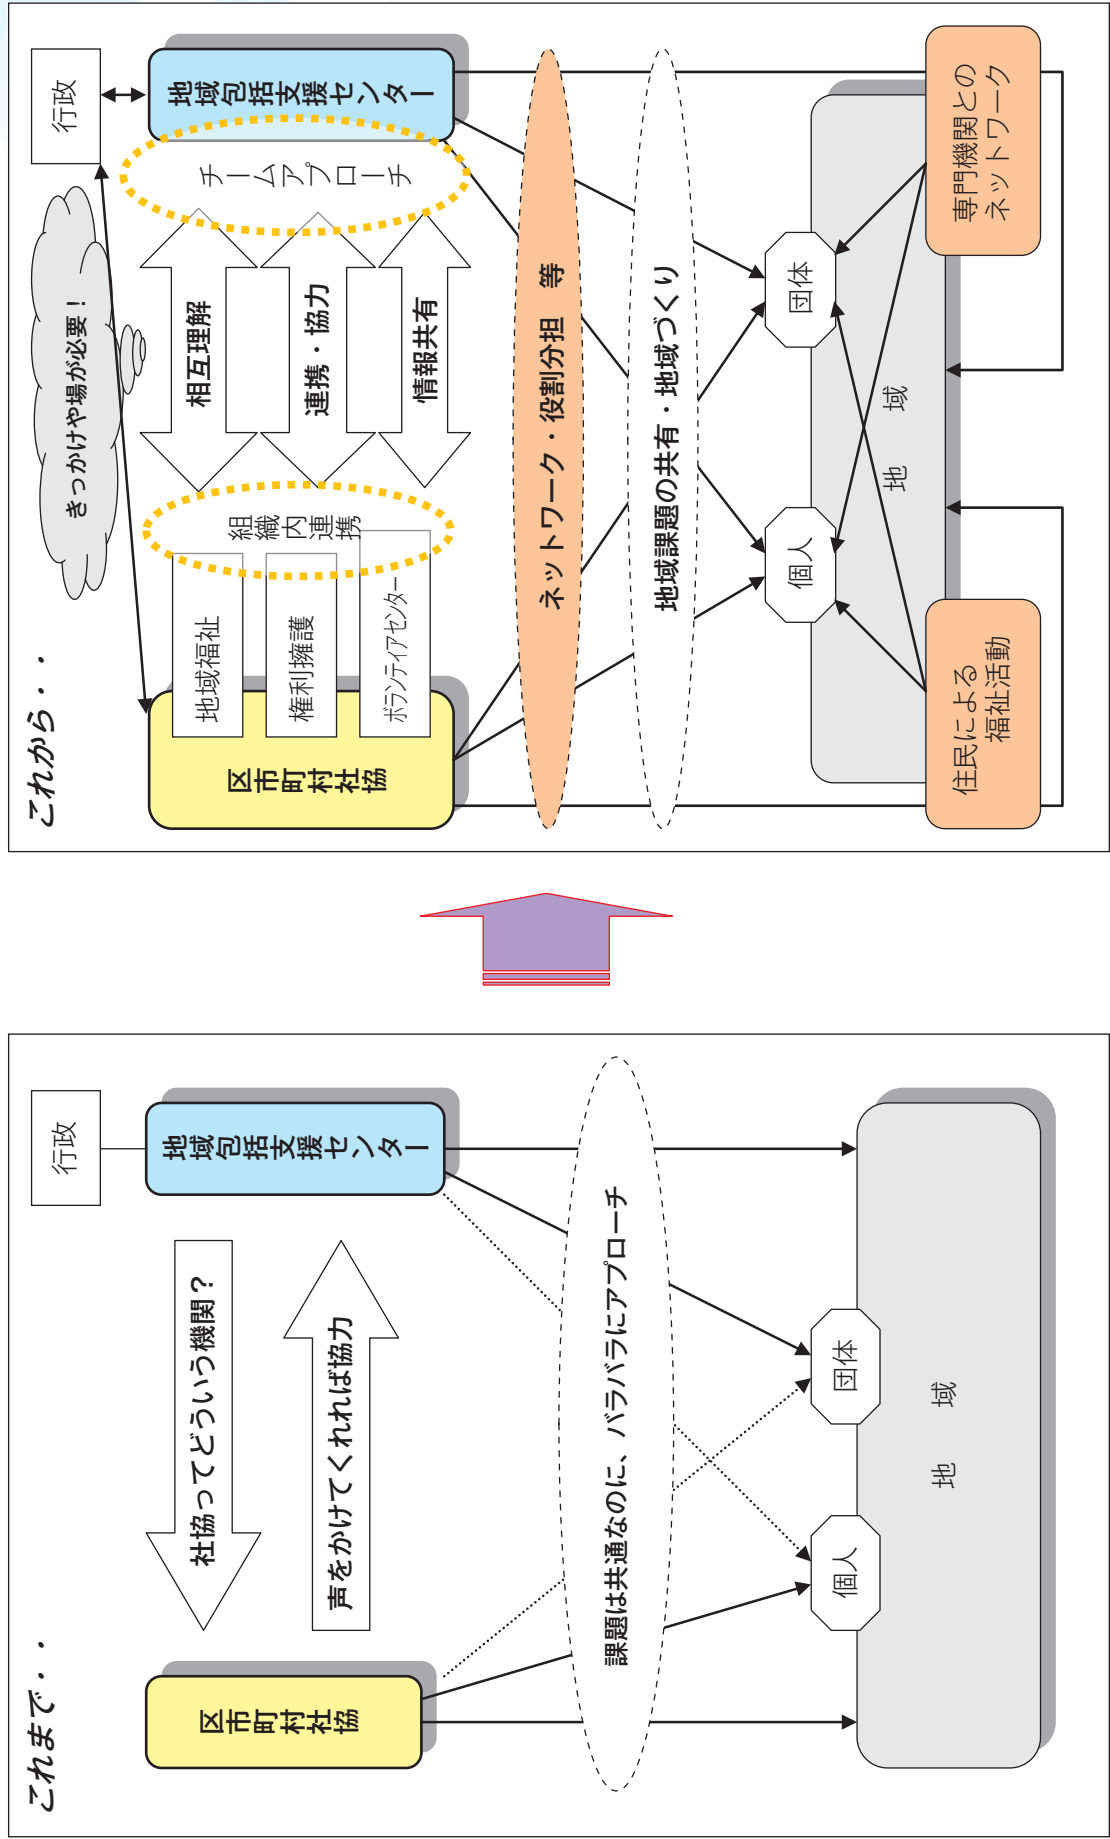 これまで・・
行政
区市町村社協
地域包括支援センター
社協ってどういう機関？
声をかけてくれれば協力
課題は共通なのに、バラバラにアプローチ
個人
団体
地　域
これから・・
きっかけや場が必要！
行政
区市町村社協
地域福祉
権利擁護
ボランティアセンター
組織内連携
相互理解
連携・協力
情報共有
チームアプローチ
地域包括支援センター
ネットワーク・役割分担　等
地域課題の共有・地域づくり
個人
団体
地　域
住民による
福祉活動
専門機関との
ネットワーク